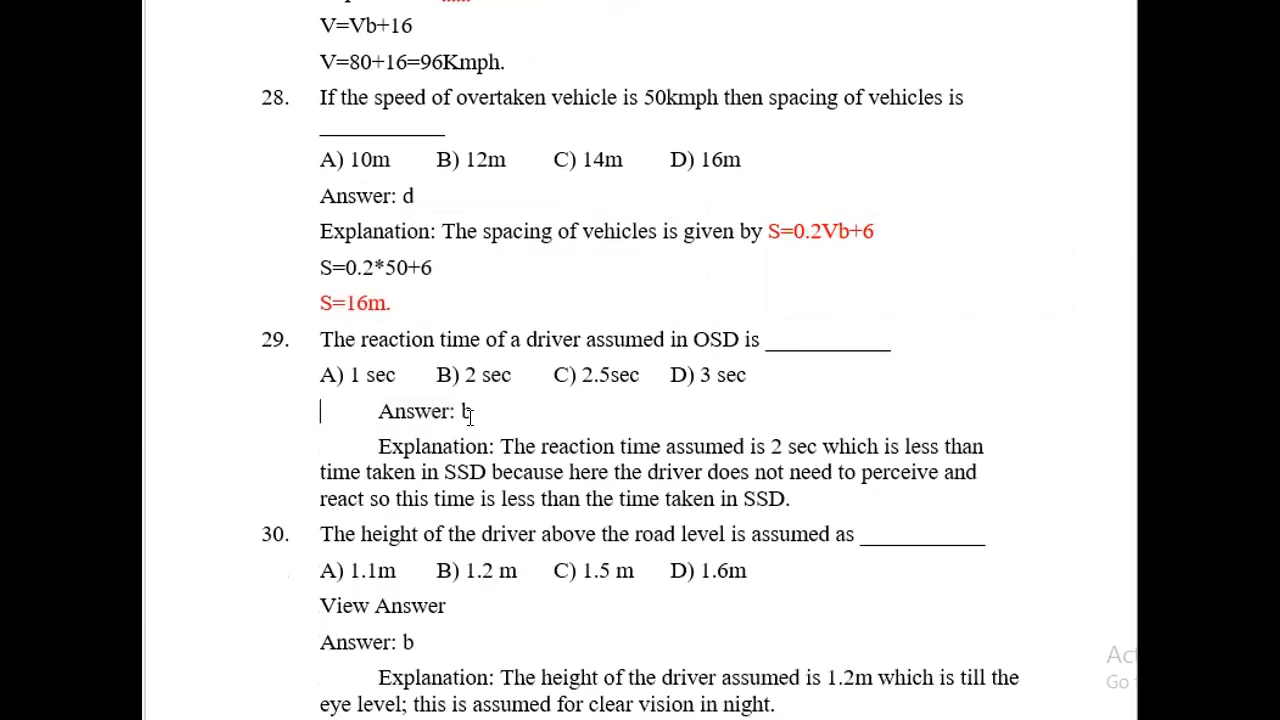 V=Vb+16
V=80+16=96Kmph.
28. If the speed of overtaken vehicle is 50kmph then spacing of vehicles is
___________
A) 10m B) 12m C) 14m D) 16m
Answer: d
Explanation: The spacing of vehicles is given by S=0.2Vb+6
S=0.2*50+6
S=16m.
29. The reaction time of a driver assumed in OSD is ___________
A) 1 sec B) 2 sec C) 2.5sec D) 3 sec
Answer: b
Explanation: The reaction time assumed is 2 sec which is less than
time taken in SSD because here the driver does not need to perceive and
react so this time is less than the time taken in SSD.
30. The height of the driver above the road level is assumed as ___________
A) 1.1m B) 1.2 m C) 1.5 m D) 1.6m
View Answer
Answer: b
Explanation: The height of the driver assumed is 1.2m which is till the
eye level; this is assumed for clear vision in night.
Go